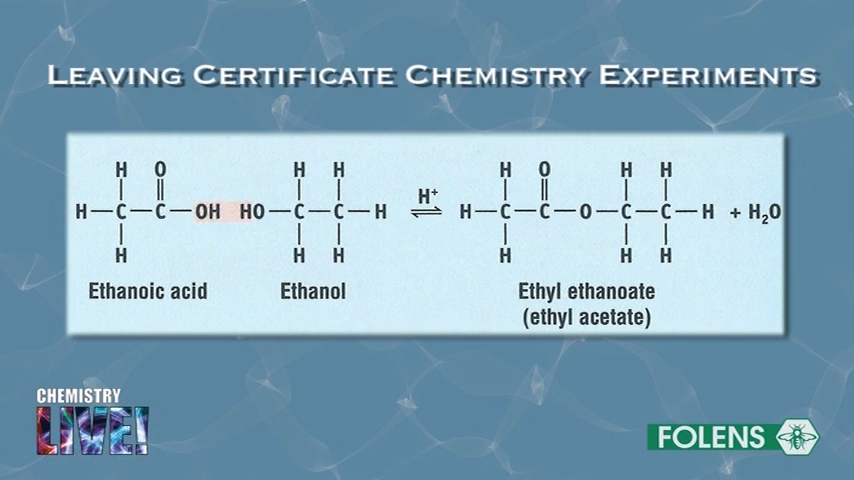 LEAVING CERTIFICATE CHEMISTRY EXPERIMENTS
H O H H H⁺ H O H H
H—C—C—OH HO—C—C—H ⇌ H—C—C—O—C—C—H + H₂O
H H H H H H
Ethanoic acid Ethanol Ethyl ethanoate
(ethyl acetate)
CHEMISTRY
LIVE!
FOLENS